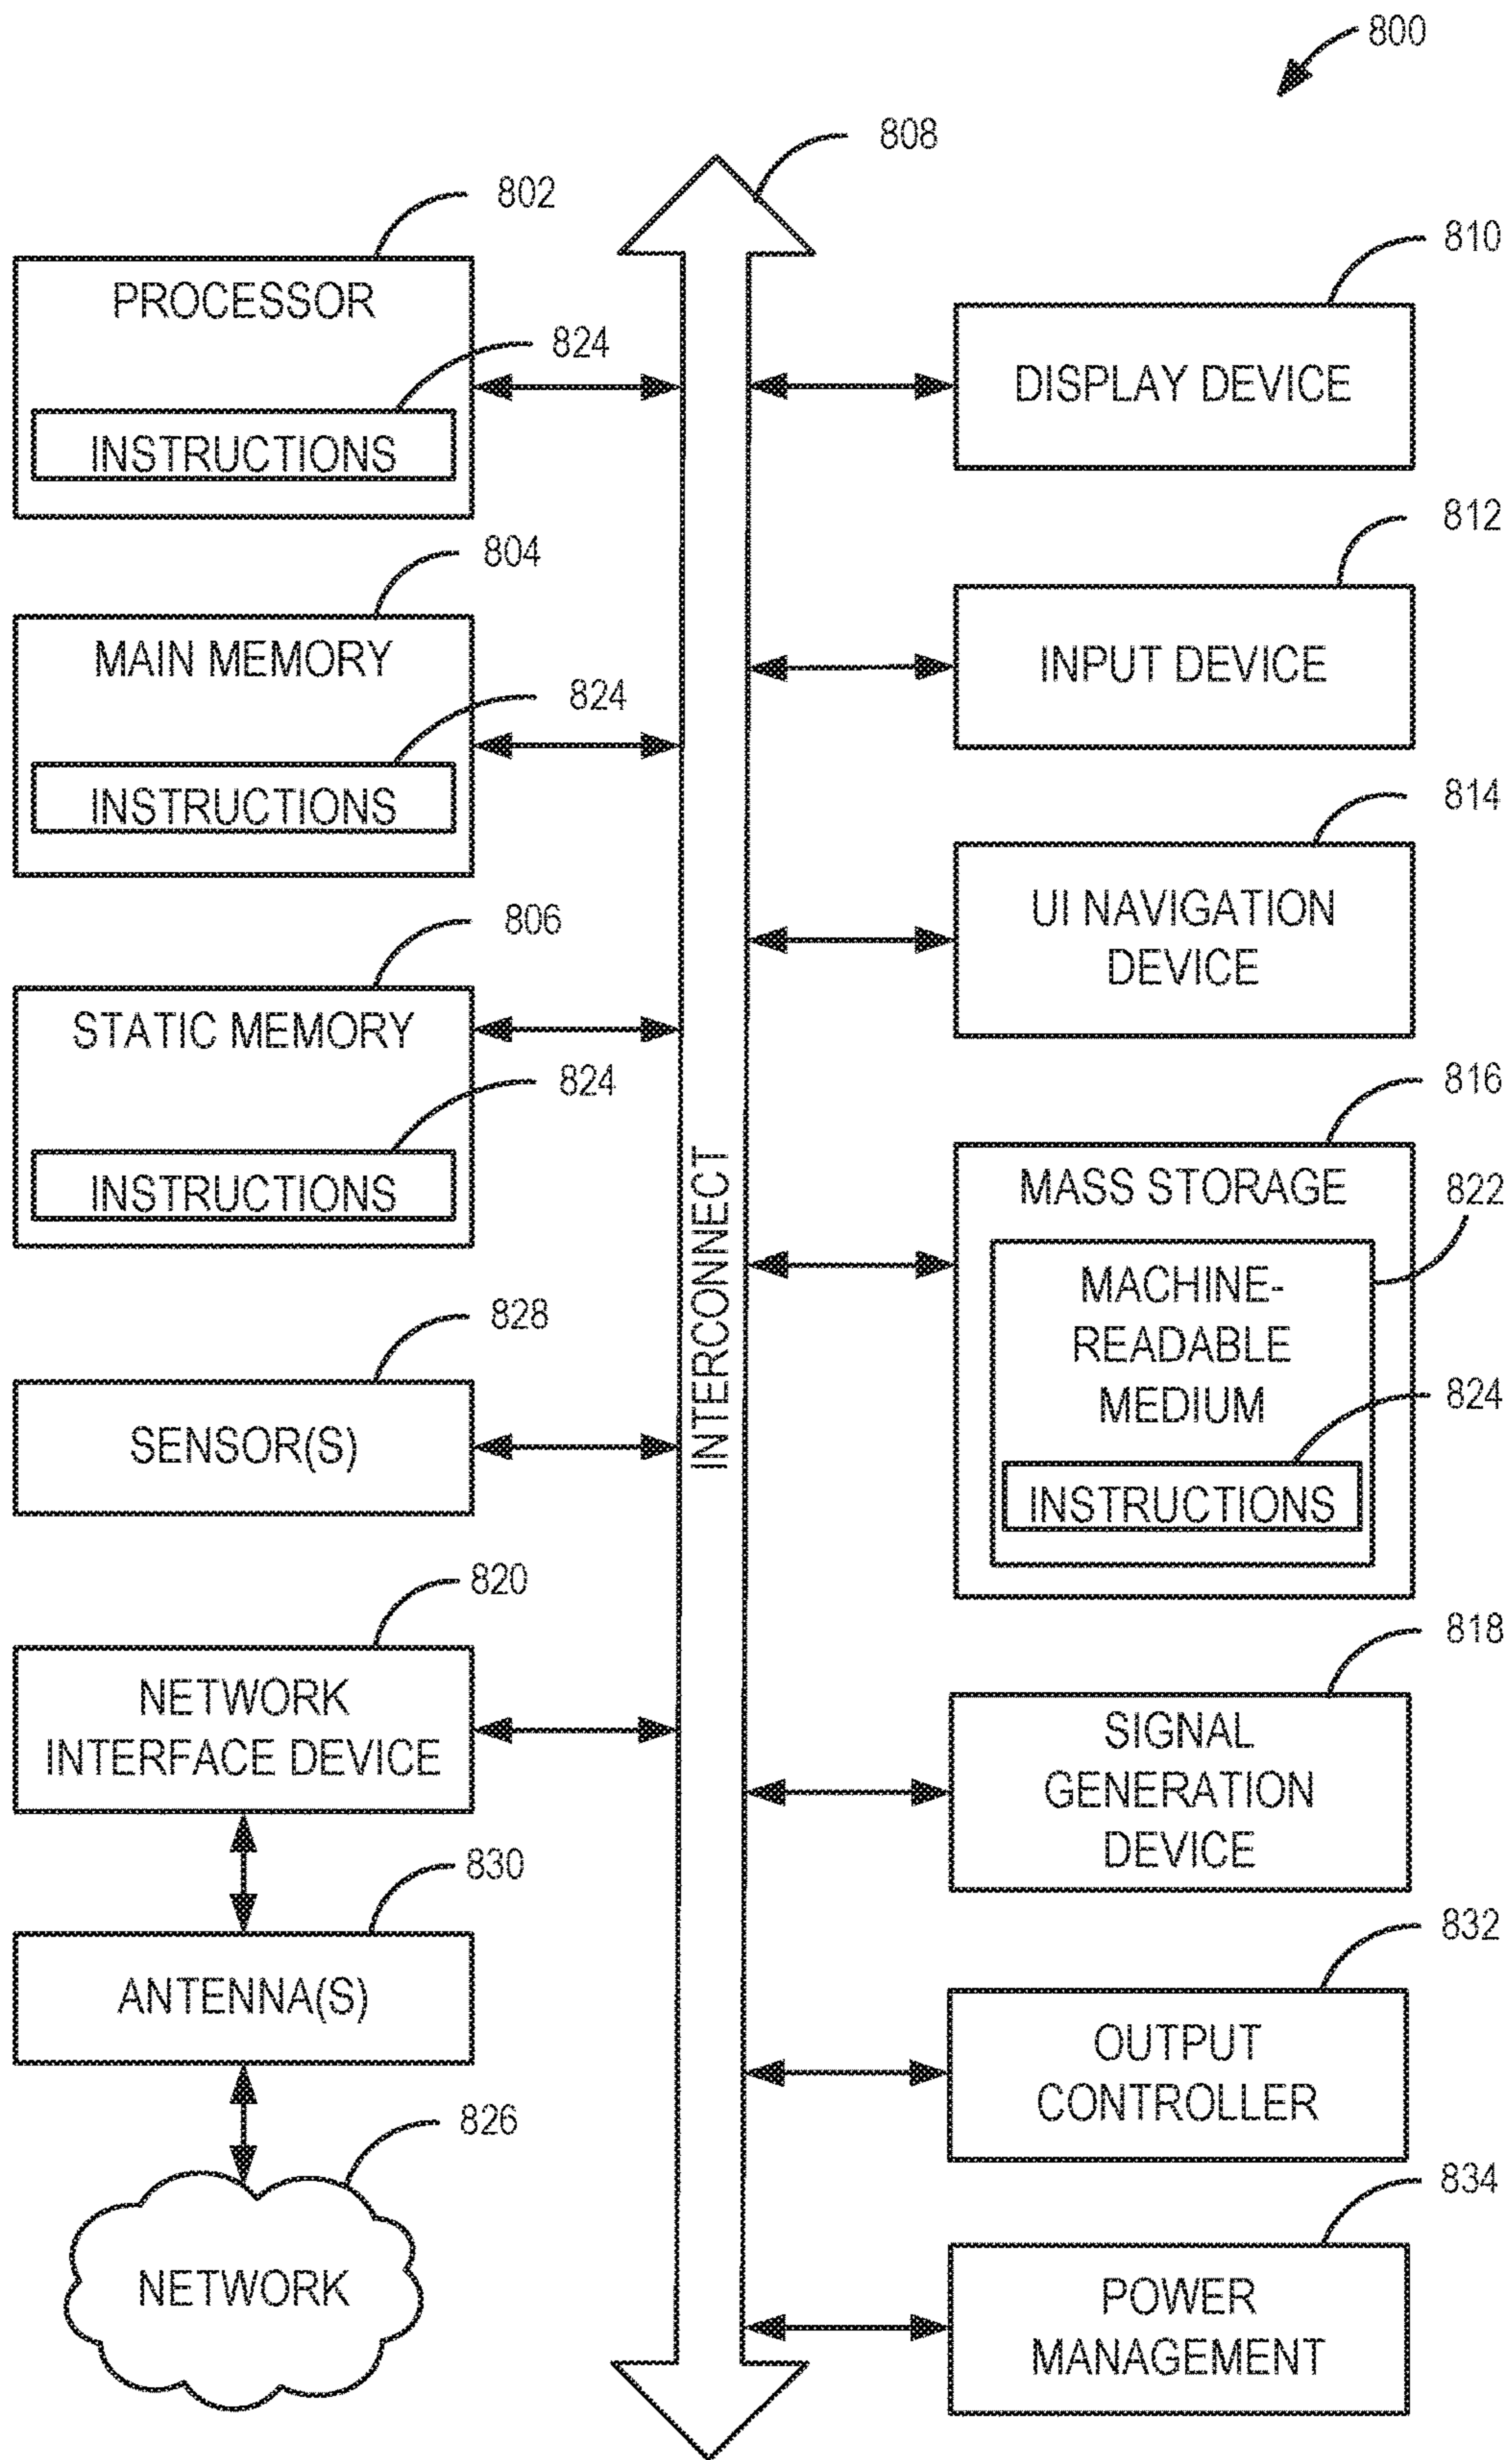 800
808
802
PROCESSOR
824
INSTRUCTIONS
804
MAIN MEMORY
824
INSTRUCTIONS
806
STATIC MEMORY
824
INSTRUCTIONS
828
SENSOR(S)
820
NETWORK
INTERFACE DEVICE
830
ANTENNA(S)
826
NETWORK
INTERCONNECT
810
DISPLAY DEVICE
812
INPUT DEVICE
814
UI NAVIGATION
DEVICE
816
MASS STORAGE
822
MACHINE-
READABLE
MEDIUM
824
INSTRUCTIONS
818
SIGNAL
GENERATION
DEVICE
832
OUTPUT
CONTROLLER
834
POWER
MANAGEMENT